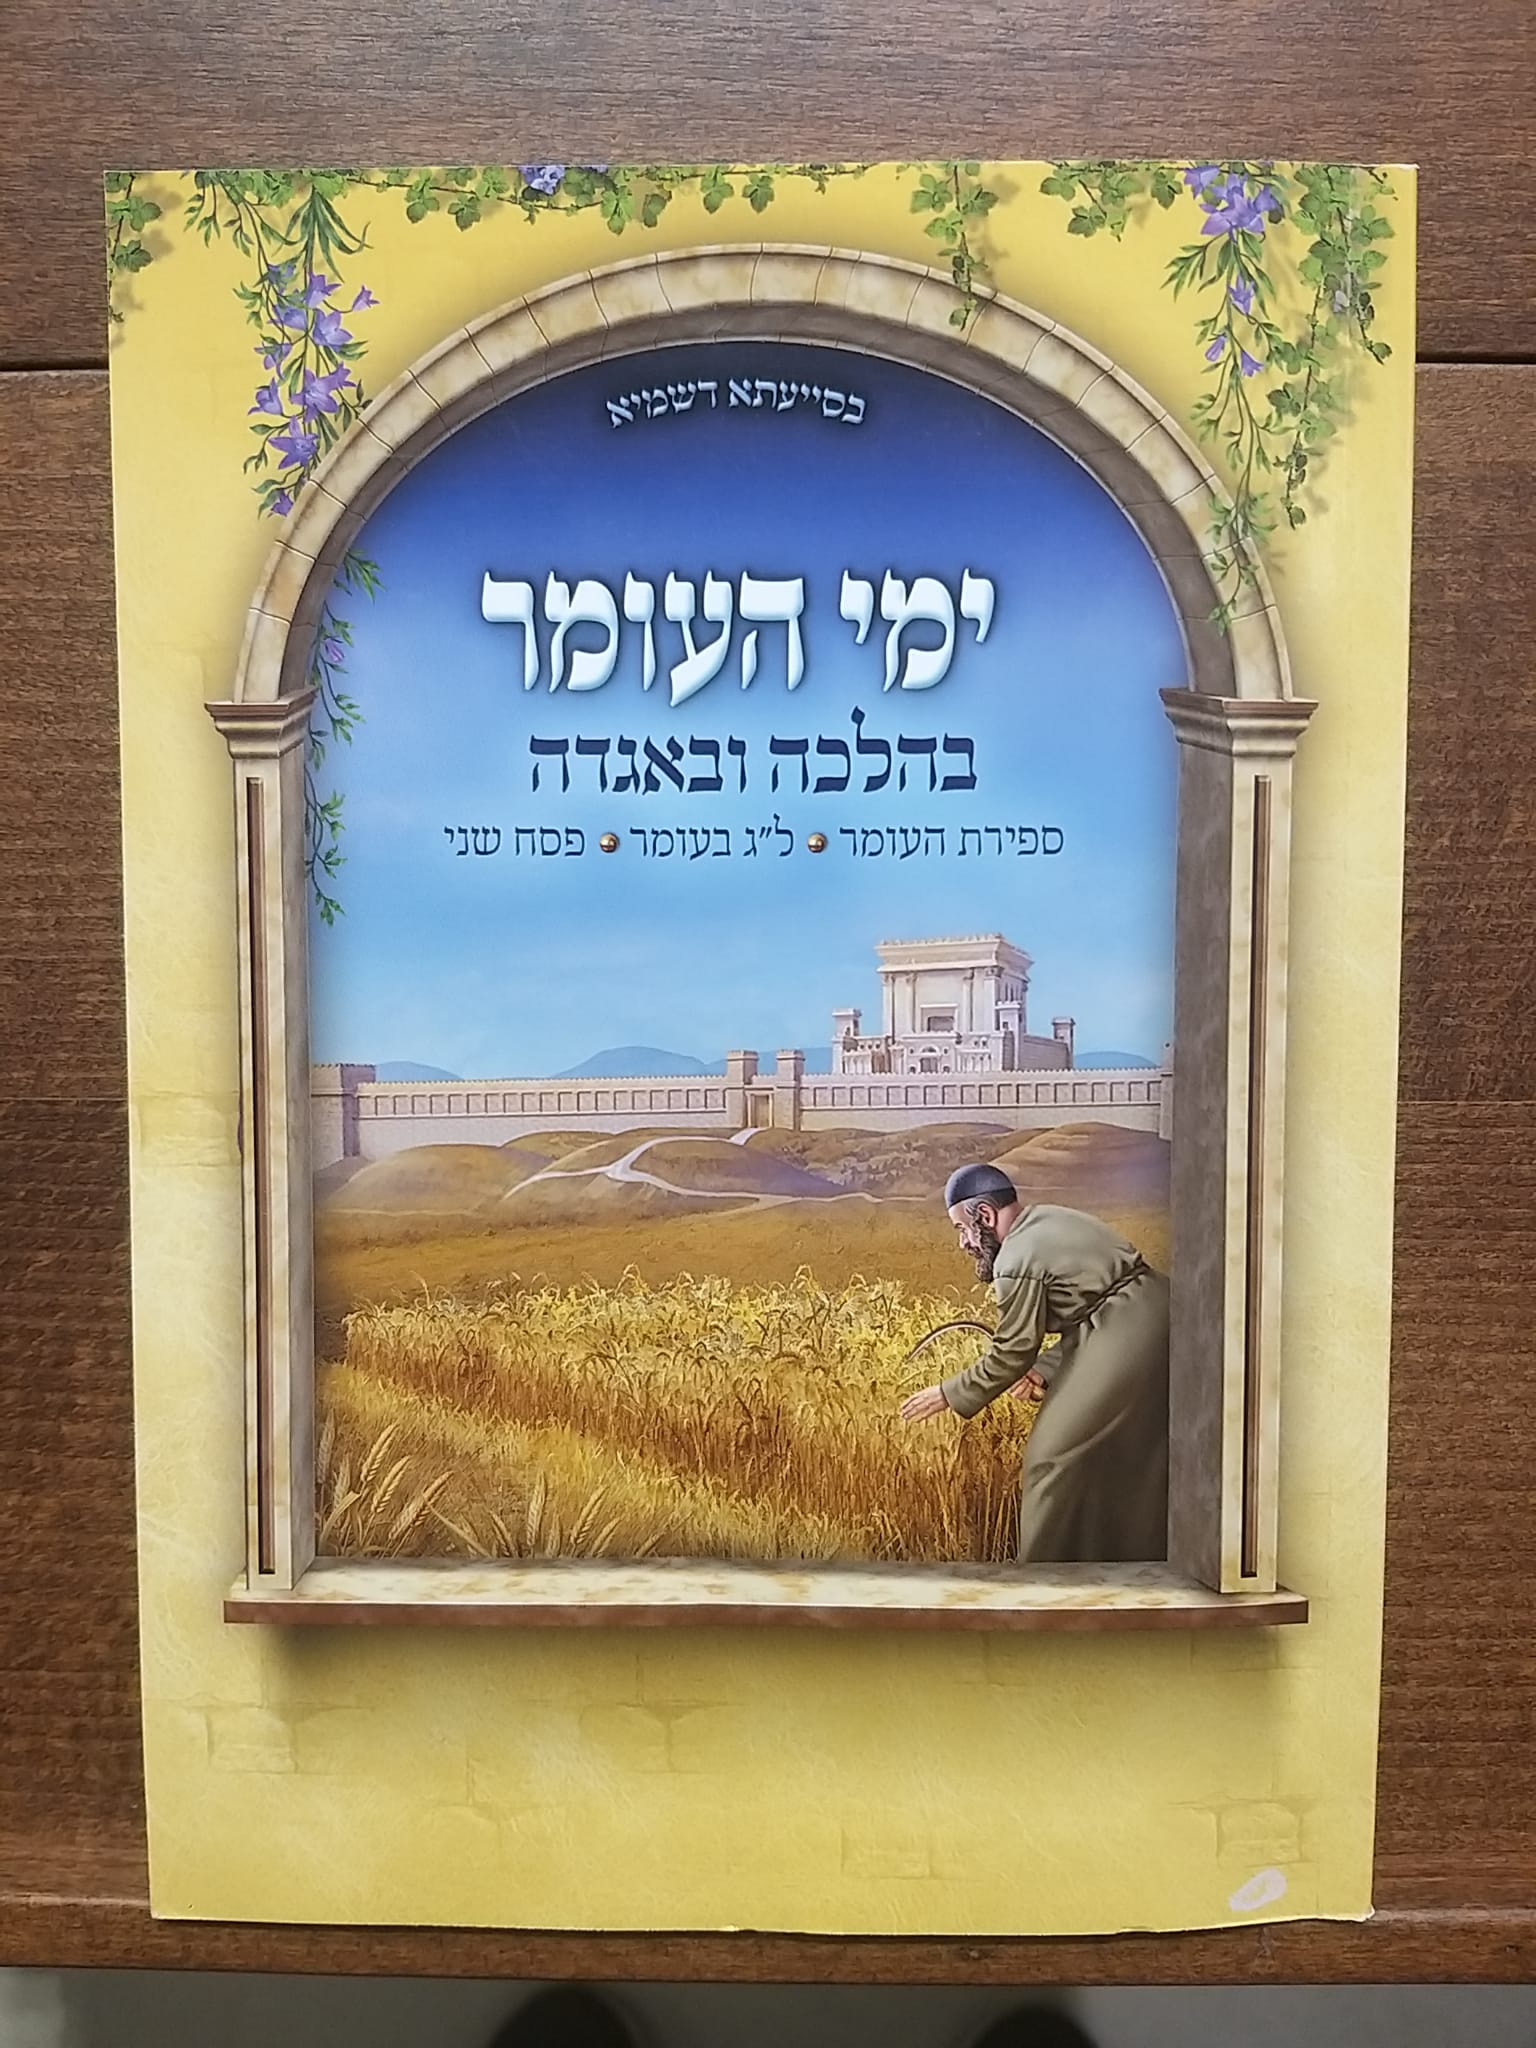 בסייעתא דשמיא
ימי העומר
בהלכה ובאגדה
ספירת העומר • ל״ג בעומר • פסח שני